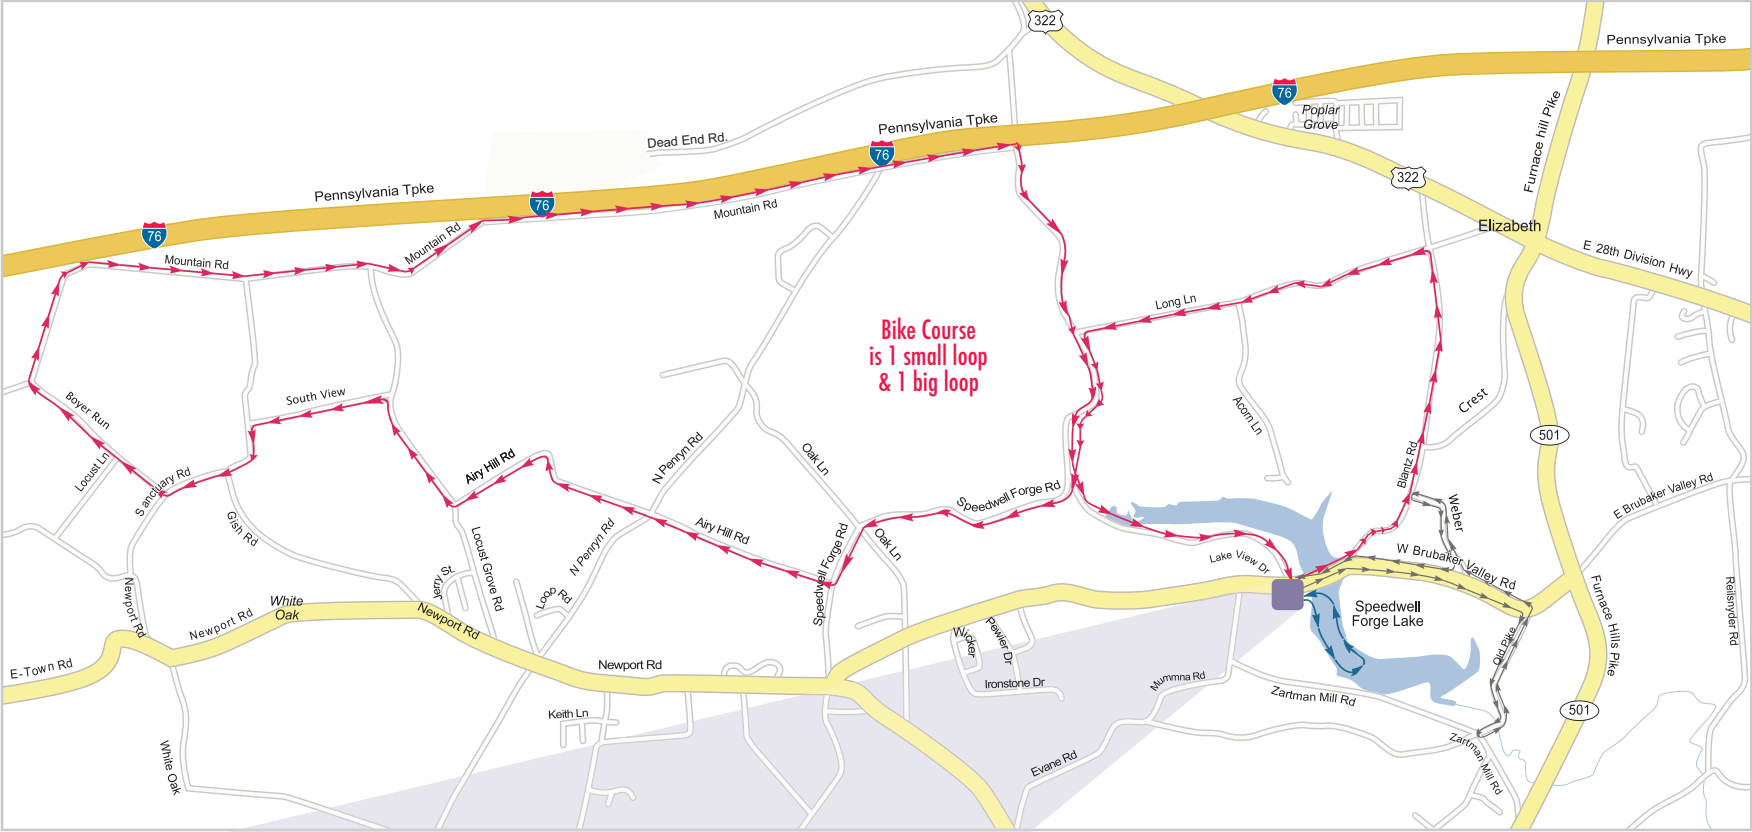 322
Pennsylvania Tpke
76
Poplar
Grove
Furnace hill Pike
Dead End Rd.
Pennsylvania Tpke
76
322
Pennsylvania Tpke
76
Mountain Rd
Elizabeth
76
Mountain Rd
Mountain Rd
E 28th Division Hwy
Long Ln
Bike Course
is 1 small loop
& 1 big loop
South View
Boyer Run
Acorn Ln
Crest
501
Locust Ln
Sanctuary Rd
Airy Hill Rd
N Penryn Rd
Oak Ln
Blantz Rd
Speedwell Forge Rd
Weber
E Brubaker Valley Rd
Gish Rd
Locust Grove Rd
N Penryn Rd
Airy Hill Rd
Oak Ln
Speedwell Forge Rd
Lake View Dr
W Brubaker Valley Rd
Jerry St.
Newport Rd
White
Oak
Newport Rd
Newport Rd
Logo Rd
Speedwell
Forge Lake
Furnace Hills Pike
Reilsnyder Rd
Wicker
Pewier Dr
Old Pike
E-Town Rd
Newport Rd
Ironstone Dr
Mummna Rd
Zartman Mill Rd
501
Keith Ln
White Oak
Evane Rd
Zartman Mill Rd